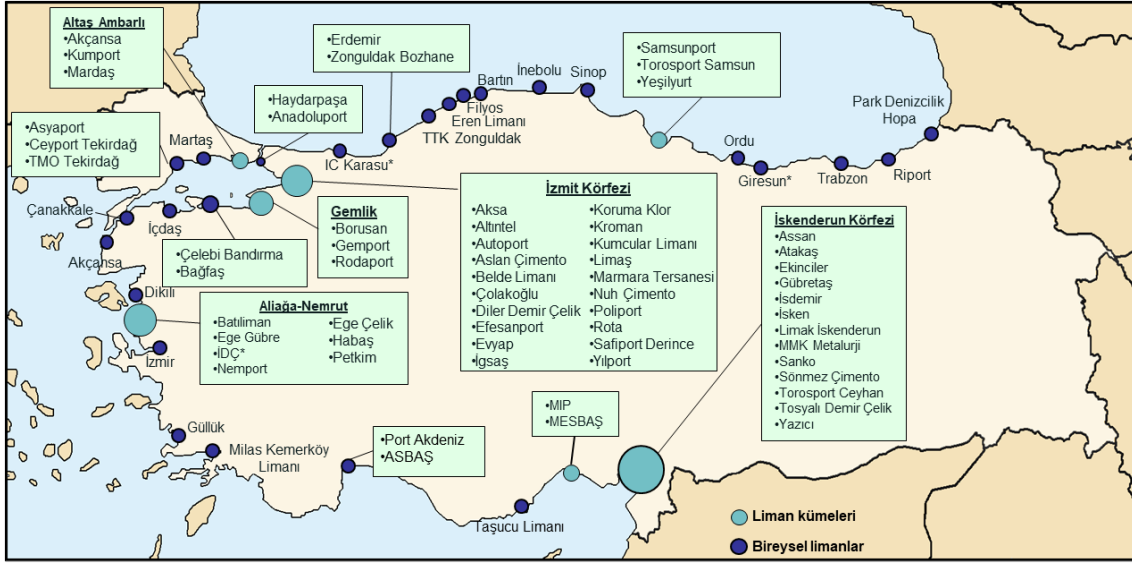 Altaş Ambarlı
•Akçansa
•Kumport
•Mardaş
•Erdemir
•Zonguldak Bozhane
•Samsunport
•Torosport Samsun
•Yeşilyurt
•Haydarpaşa
•Anadoluport
•Asyaport
•Ceyport Tekirdağ
•TMO Tekirdağ
Martaş
IC Karasu*
TTK Zonguldak
Eren Limanı
Filyos
Bartın
İnebolu
Sinop
Ordu
Giresun*
Trabzon
Riport
Park Denizcilik
Hopa
Çanakkale
İçdaş
Akçansa
•Çelebi Bandırma
•Bağfaş
Gemlik
•Borusan
•Gemport
•Rodaport
İzmit Körfezi
•Aksa
•Altıntel
•Autoport
•Aslan Çimento
•Belde Limanı
•Çolakoğlu
•Diler Demir Çelik
•Efesanport
•Evyap
•İgsaş
•Koruma Klor
•Kroman
•Kumcular Limanı
•Limaş
•Marmara Tersanesi
•Nuh Çimento
•Poliport
•Rota
•Safiport Derince
•Yılport
İskenderun Körfezi
•Assan
•Atakaş
•Ekinciler
•Gübretaş
•İsdemir
•İsken
•Limak İskenderun
•MMK Metalurji
•Sanko
•Sönmez Çimento
•Torosport Ceyhan
•Tosyalı Demir Çelik
•Yazıcı
Dikili
Aliağa-Nemrut
•Batıliman
•Ege Gübre
•İDÇ*
•Nemport
•Ege Çelik
•Habaş
•Petkim
İzmir
Güllük
Milas Kemerköy
Limanı
•Port Akdeniz
•ASBAŞ
•MIP
•MESBAŞ
Taşucu Limanı
Liman kümeleri
Bireysel limanlar